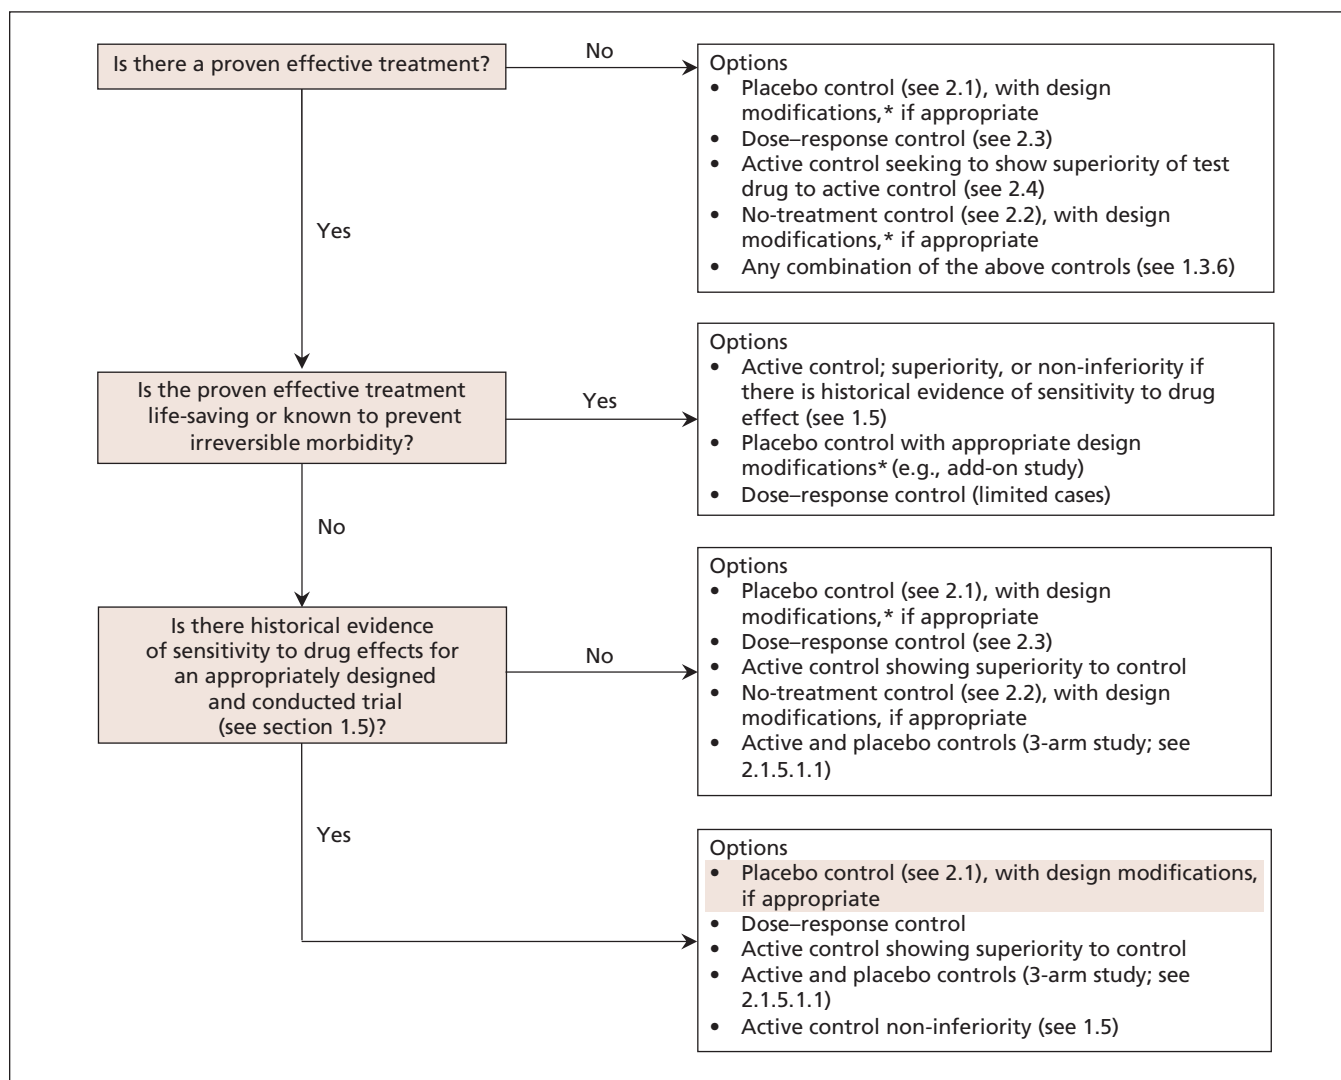 Is there a proven effective treatment?
No
Options
• Placebo control (see 2.1), with design
modifications,* if appropriate
• Dose–response control (see 2.3)
• Active control seeking to show superiority of test
drug to active control (see 2.4)
• No-treatment control (see 2.2), with design
modifications,* if appropriate
• Any combination of the above controls (see 1.3.6)
Yes
Is the proven effective treatment
life-saving or known to prevent
irreversible morbidity?
Yes
Options
• Active control; superiority, or non-inferiority if
there is historical evidence of sensitivity to drug
effect (see 1.5)
• Placebo control with appropriate design
modifications* (e.g., add-on study)
• Dose–response control (limited cases)
No
Is there historical evidence
of sensitivity to drug effects for
an appropriately designed
and conducted trial
(see section 1.5)?
No
Options
• Placebo control (see 2.1), with design
modifications,* if appropriate
• Dose–response control (see 2.3)
• Active control showing superiority to control
• No-treatment control (see 2.2), with design
modifications, if appropriate
• Active and placebo controls (3-arm study; see
2.1.5.1.1)
Yes
Options
• Placebo control (see 2.1), with design modifications,
if appropriate
• Dose–response control
• Active control showing superiority to control
• Active and placebo controls (3-arm study; see
2.1.5.1.1)
• Active control non-inferiority (see 1.5)